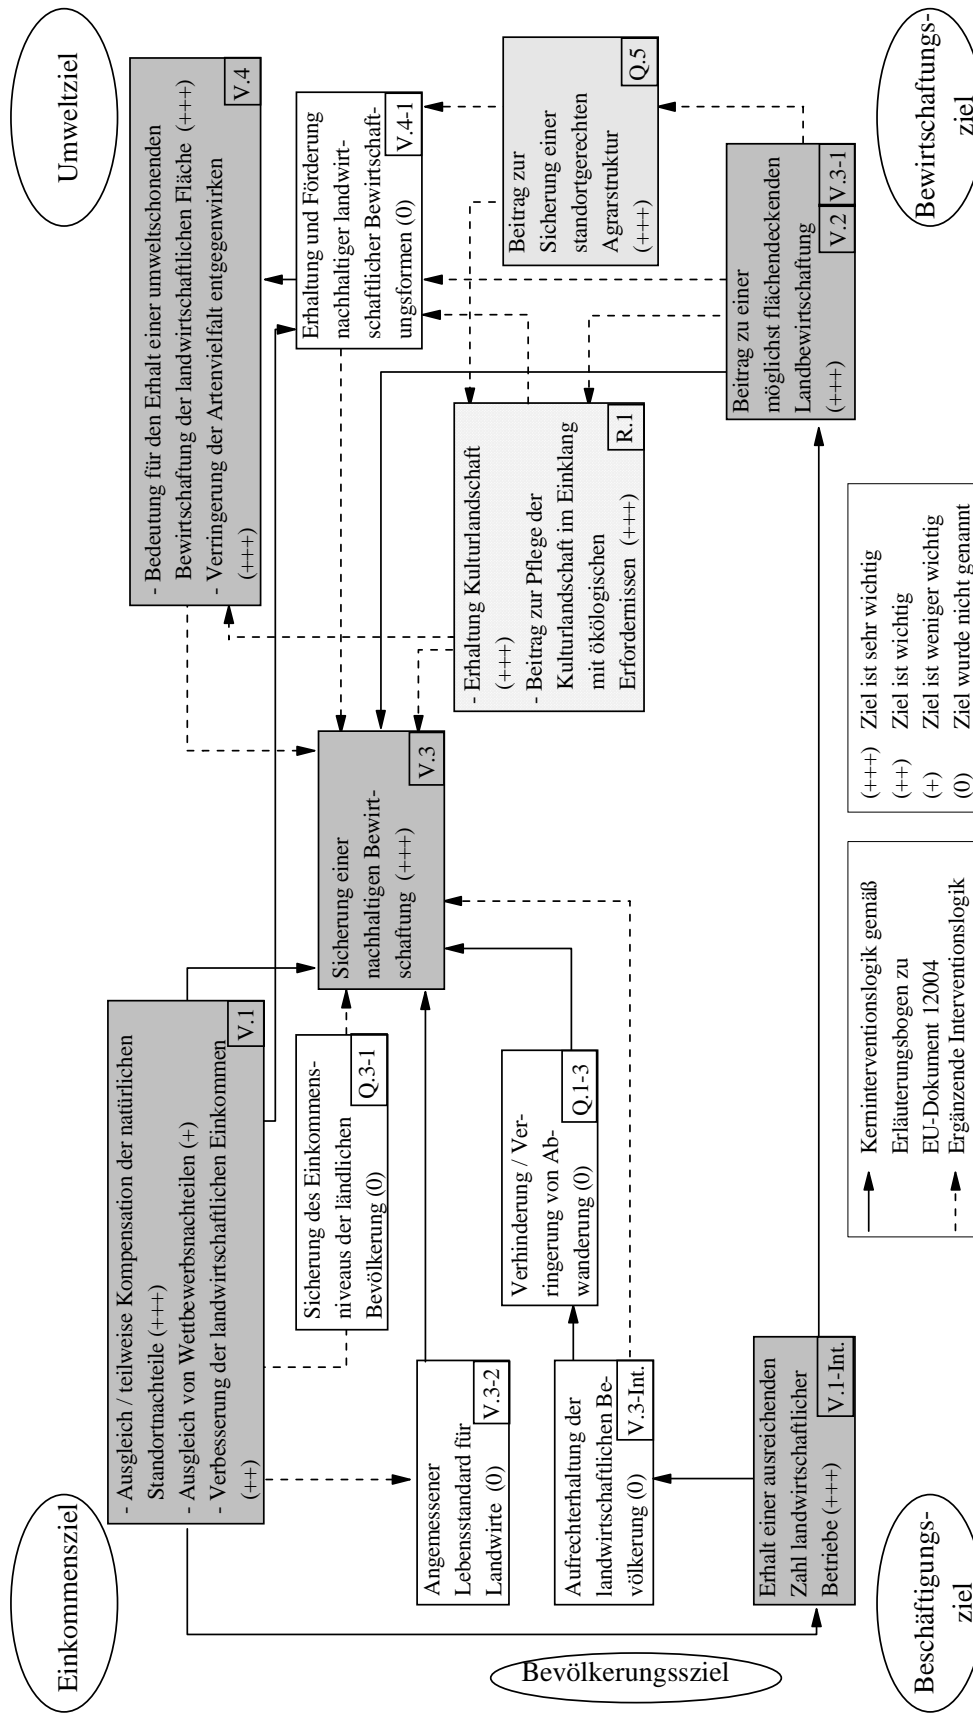 Einkommensziel
Umweltziel
- Ausgleich / teilweise Kompensation der natürlichen
Standortnachteile (+++)
- Ausgleich von Wettbewerbsnachteilen (+)
- Verbesserung der landwirtschaftlichen Einkommen
(++)
V.1
- Bedeutung für den Erhalt einer umweltschonenden
Bewirtschaftung der landwirtschaftlichen Fläche (+++)
- Verringerung der Artenvielfalt entgegenwirken
(+++)
V.4
Sicherung des Einkommens-
niveaus der ländlichen
Bevölkerung (0)
Q.3-1
Erhaltung und Förderung
nachhaltiger landwirt-
schaftlicher Bewirtschaft-
ungsformen (0)
V.4-1
Sicherung einer
nachhaltigen Bewirt-
schaftung (+++)
V.3
Angemessener
Lebensstandard für
Landwirte (0)
V.3-2
- Erhaltung Kulturlandschaft
(+++)
- Beitrag zur Pflege der
Kulturlandschaft im Einklang
mit ökölogischen
Erfordernissen (+++)
R.1
Beitrag zur
Sicherung einer
standortgerechten
Agrarstruktur
(+++)
Q.5
Verhinderung / Ver-
ringerung von Ab-
wanderung (0)
Q.1-3
Aufrechterhaltung der
landwirtschaftlichen Be-
völkerung (0)
V.3-Int.
Bevölkerungssziel
Erhalt einer ausreichenden
Zahl landwirtschaftlicher
Betriebe (+++)
V.1-Int.
Beitrag zu einer
möglichst flächendeckenden
Landbewirtschaftung
(+++)
V.2 V.3-1
Beschäftigungs-
ziel
Kerninterventionslogik gemäß
Erläuterungsbogen zu
EU-Dokument 12004
Ergänzende Interventionslogik
(+++) Ziel ist sehr wichtig
(++) Ziel ist wichtig
(+) Ziel ist weniger wichtig
(0) Ziel wurde nicht genannt
Bewirtschaftungs-
ziel